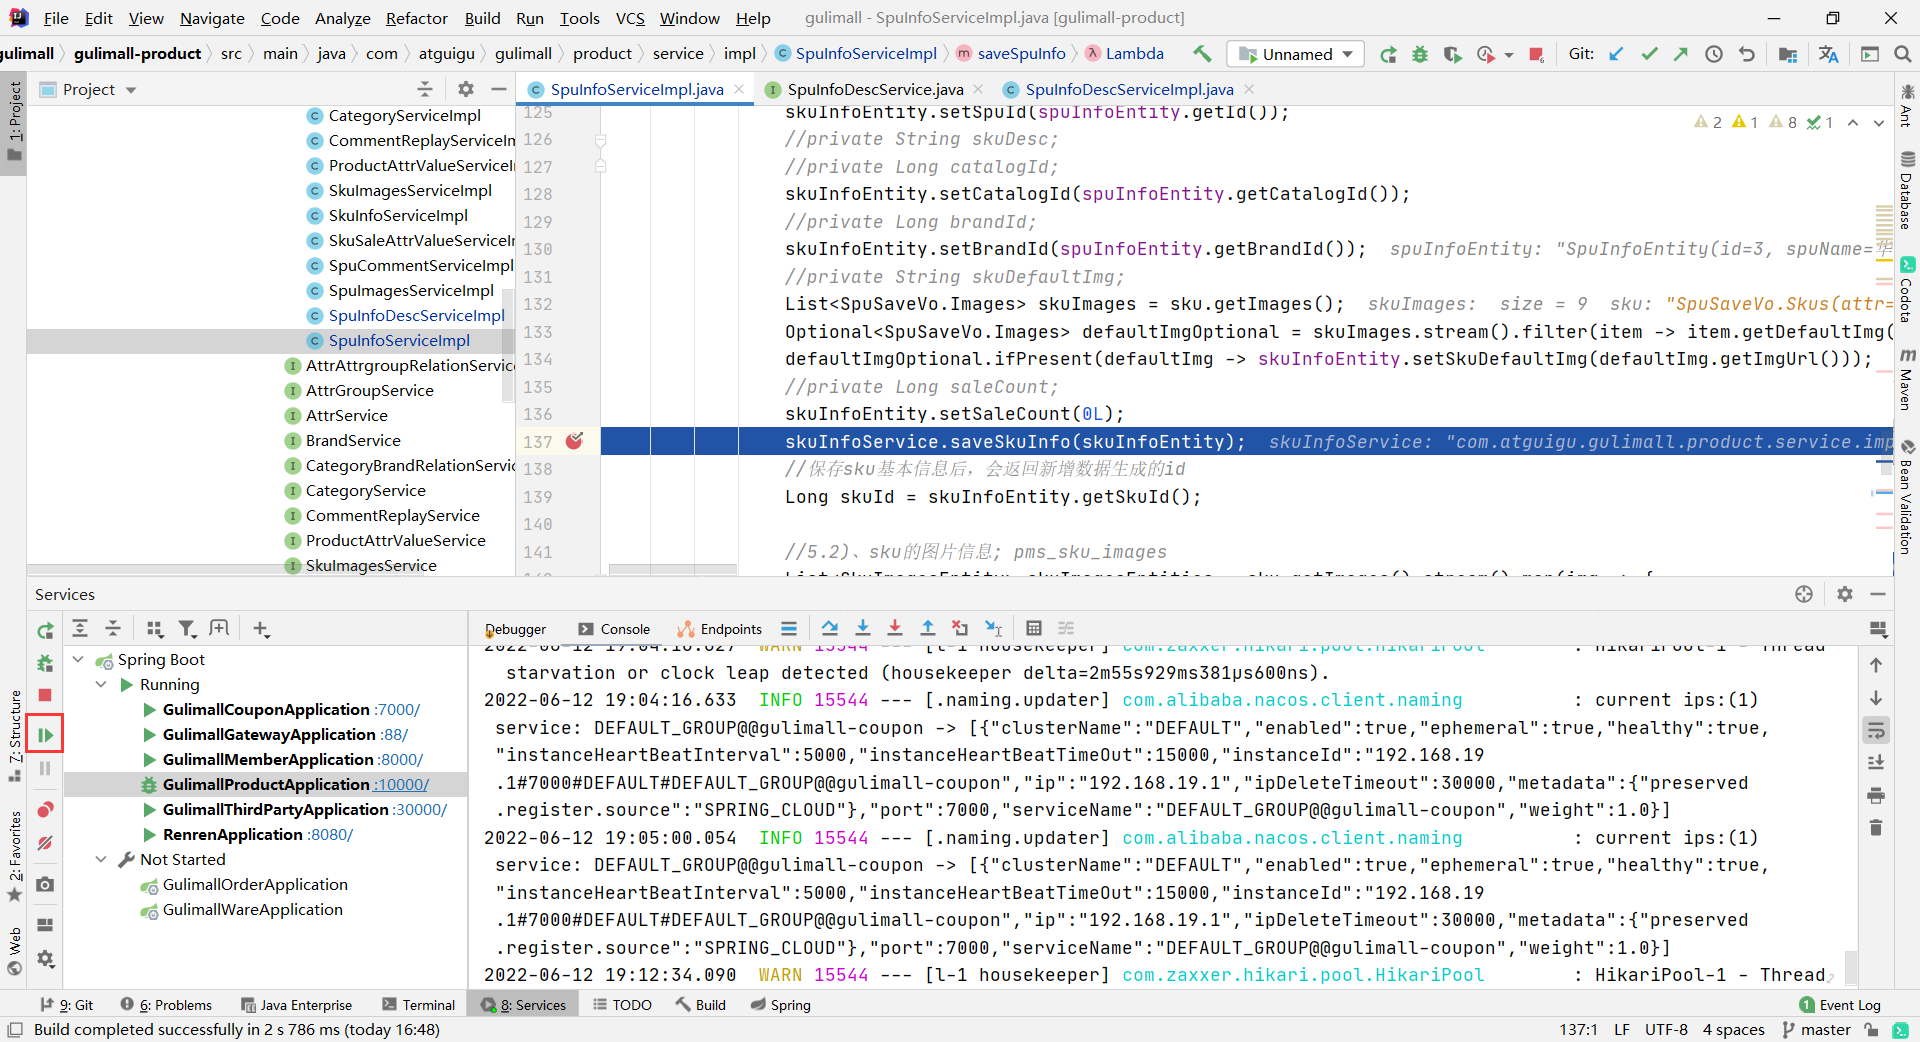 File Edit View Navigate Code Analyze Refactor Build Run Tools VCS Window Help gulimall - SpuInfoServiceImpl.java [gulimall-product]
gulimall gulimall-product src main java com atguigu gulimall product service impl SpuInfoServiceImpl saveSpuInfo Lambda Unnamed Git:
1: Project
Project
CategoryServiceImpl
CommentReplayServiceIm
ProductAttrValueServiceI
SkuImagesServiceImpl
SkuInfoServiceImpl
SkuSaleAttrValueServiceI
SpuCommentServiceImpl
SpuImagesServiceImpl
SpuInfoDescServiceImpl
SpuInfoServiceImpl
AttrAttrgroupRelationServic
AttrGroupService
AttrService
BrandService
CategoryBrandRelationServic
CategoryService
CommentReplayService
ProductAttrValueService
SkuImagesService
SpuInfoServiceImpl.java SpuInfoDescService.java SpuInfoDescServiceImpl.java
2 1 8 1
125 skuInfoEntity.setSpuId(spuInfoEntity.getId());
126 //private String skuDesc;
127 //private Long catalogId;
128 skuInfoEntity.setCatalogId(spuInfoEntity.getCatalogId());
129 //private Long brandId;
130 skuInfoEntity.setBrandId(spuInfoEntity.getBrandId()); spuInfoEntity: "SpuInfoEntity(id=3, spuName=华
131 //private String skuDefaultImg;
132 List<SpuSaveVo.Images> skuImages = sku.getImages(); skuImages: size = 9 sku: "SpuSaveVo.Skus(attr=
133 Optional<SpuSaveVo.Images> defaultImgOptional = skuImages.stream().filter(item -> item.getDefaultImg(
134 defaultImgOptional.ifPresent(defaultImg -> skuInfoEntity.setSkuDefaultImg(defaultImg.getImgUrl()));
135 //private Long saleCount;
136 skuInfoEntity.setSaleCount(0L);
137 skuInfoService.saveSkuInfo(skuInfoEntity); skuInfoService: "com.atguigu.gulimall.product.service.imp
138 //保存sku基本信息后，会返回新增数据生成的id
139 Long skuId = skuInfoEntity.getSkuId();
140
141 //5.2)、sku的图片信息; pms_sku_images
Ant
Database
Codota
Maven
Bean Validation
Services
Debugger Console Endpoints
Spring Boot
Running
GulimallCouponApplication :7000/
GulimallGatewayApplication :88/
GulimallMemberApplication :8000/
GulimallProductApplication :10000/
GulimallThirdPartyApplication :30000/
RenrenApplication :8080/
Not Started
GulimallOrderApplication
GulimallWareApplication
7: Structure
2: Favorites
Web
2022-06-12 19:04:16.627 WARN 15544 --- [l-1 housekeeper] com.zaxxer.hikari.pool.HikariPool : HikariPool-1 - Thread
starvation or clock leap detected (housekeeper delta=2m55s929ms381µs600ns).
2022-06-12 19:04:16.633 INFO 15544 --- [.naming.updater] com.alibaba.nacos.client.naming : current ips:(1)
service: DEFAULT_GROUP@@gulimall-coupon -> [{"clusterName":"DEFAULT","enabled":true,"ephemeral":true,"healthy":true,
"instanceHeartBeatInterval":5000,"instanceHeartBeatTimeOut":15000,"instanceId":"192.168.19
.1#7000#DEFAULT#DEFAULT_GROUP@@gulimall-coupon","ip":"192.168.19.1","ipDeleteTimeout":30000,"metadata":{"preserved
.register.source":"SPRING_CLOUD"},"port":7000,"serviceName":"DEFAULT_GROUP@@gulimall-coupon","weight":1.0}]
2022-06-12 19:05:00.054 INFO 15544 --- [.naming.updater] com.alibaba.nacos.client.naming : current ips:(1)
service: DEFAULT_GROUP@@gulimall-coupon -> [{"clusterName":"DEFAULT","enabled":true,"ephemeral":true,"healthy":true,
"instanceHeartBeatInterval":5000,"instanceHeartBeatTimeOut":15000,"instanceId":"192.168.19
.1#7000#DEFAULT#DEFAULT_GROUP@@gulimall-coupon","ip":"192.168.19.1","ipDeleteTimeout":30000,"metadata":{"preserved
.register.source":"SPRING_CLOUD"},"port":7000,"serviceName":"DEFAULT_GROUP@@gulimall-coupon","weight":1.0}]
2022-06-12 19:12:34.090 WARN 15544 --- [l-1 housekeeper] com.zaxxer.hikari.pool.HikariPool : HikariPool-1 - Thread
9: Git 6: Problems Java Enterprise Terminal 8: Services TODO Build Spring 1 Event Log
Build completed successfully in 2 s 786 ms (today 16:48) 137:1 LF UTF-8 4 spaces master